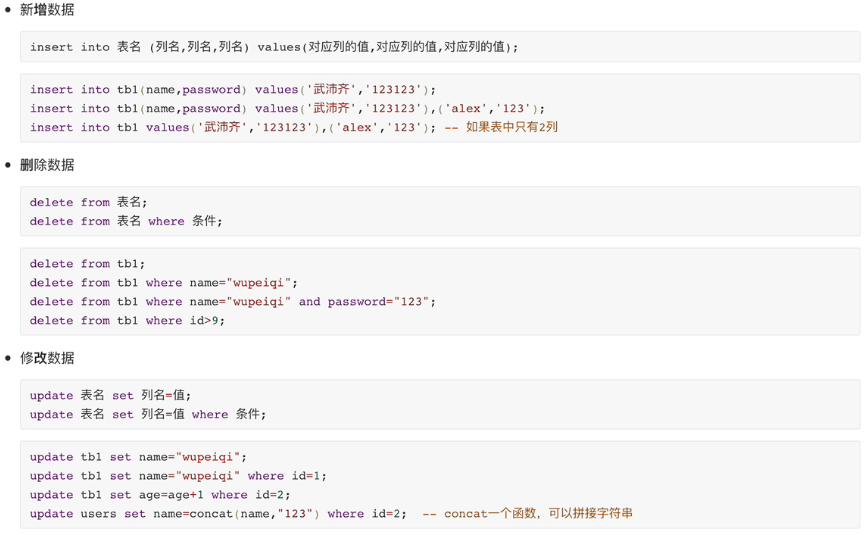 新增数据
insert into 表名 (列名,列名,列名) values(对应列的值,对应列的值,对应列的值);
insert into tb1(name,password) values('武沛齐','123123');
insert into tb1(name,password) values('武沛齐','123123'),('alex','123');
insert into tb1 values('武沛齐','123123'),('alex','123'); -- 如果表中只有2列
删除数据
delete from 表名;
delete from 表名 where 条件;
delete from tb1;
delete from tb1 where name="wupeiqi";
delete from tb1 where name="wupeiqi" and password="123";
delete from tb1 where id>9;
修改数据
update 表名 set 列名=值;
update 表名 set 列名=值 where 条件;
update tb1 set name="wupeiqi";
update tb1 set name="wupeiqi" where id=1;
update tb1 set age=age+1 where id=2;
update users set name=concat(name,"123") where id=2;  -- concat一个函数，可以拼接字符串